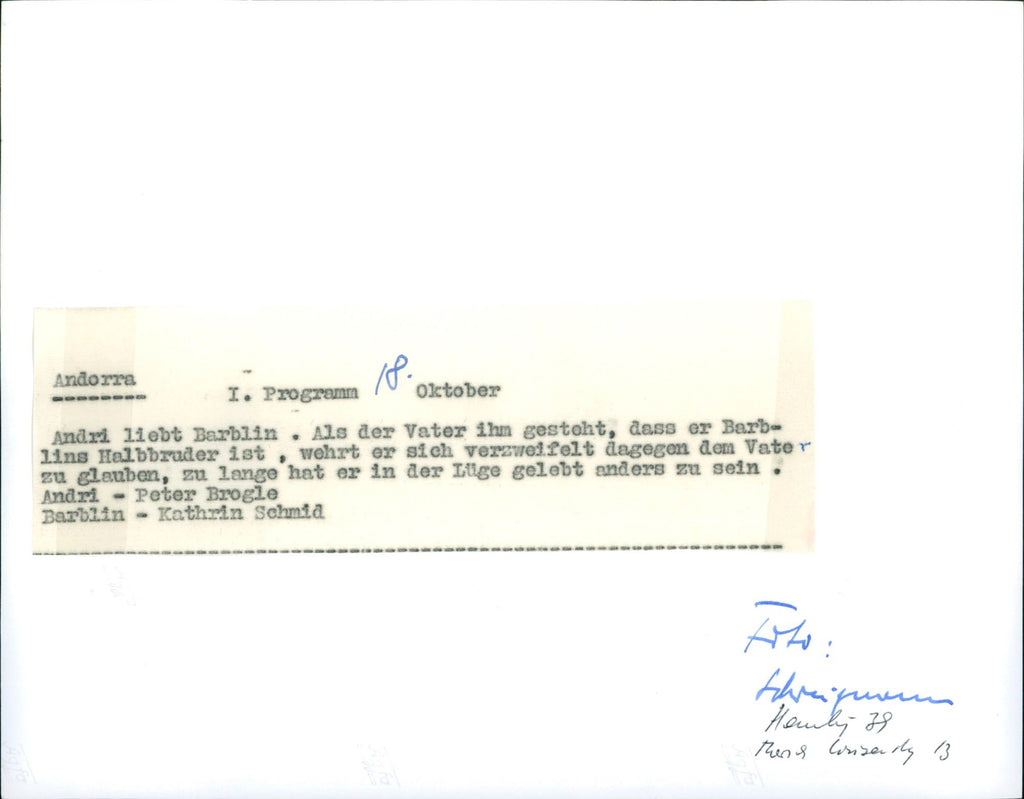 Andorra
I. Programm 18. Oktober
Andri liebt Barblin . Als der Vater ihm gesteht, dass er Barb-
lins Halbbruder ist , wehrt er sich verzweifelt dagegen dem Vater
zu glauben, zu lange hat er in der Lüge gelebt anders zu sein .
Andri - Peter Brogle
Barblin - Kathrin Schmid
Foto:
39
13